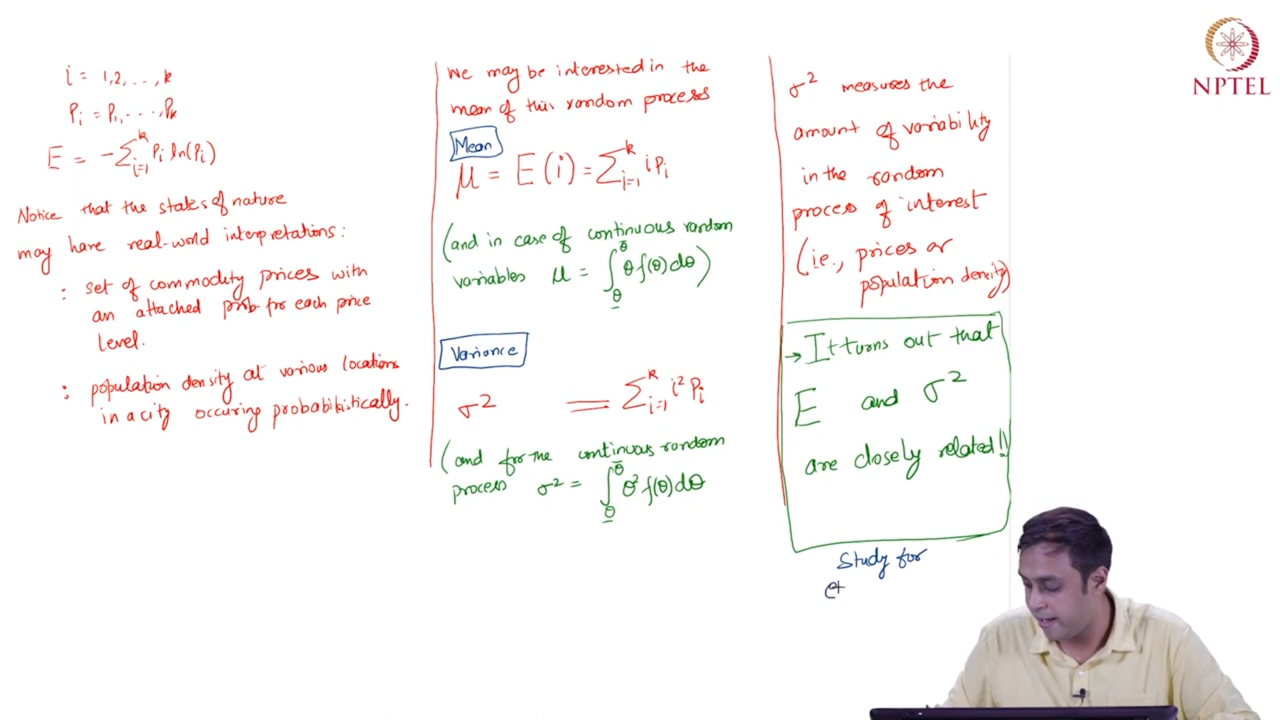 i = 1,2, ..., k
Pi = P1, ..., Pk
E = -∑_{i=1}^{k} Pi ln(Pi)
Notice that the states of nature
may have real-world interpretations:
: set of commodity prices with
an attached prob. for each price
level.
: population density at various locations
in a city occuring probabilistically.
We may be interested in the
mean of this random process
Mean
μ = E(i) = ∑_{i=1}^{k} i Pi
(and in case of continuous random
variables μ = ∫_{θ̲}^{θ̄} θ f(θ) dθ)
Variance
σ² = ∑_{i=1}^{k} i² Pi
(and for the continuous random
process σ² = ∫_{θ̲}^{θ̄} θ² f(θ) dθ
σ² measures the
amount of variability
in the random
process of interest
(i.e., prices or
population density)
→ It turns out that
E and σ²
are closely related!!
Study for
NPTEL